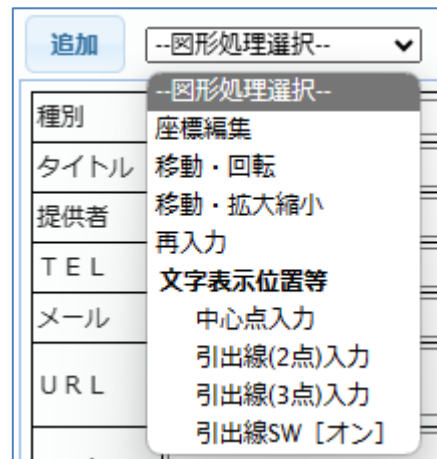 追加
--図形処理選択--
--図形処理選択--
座標編集
移動・回転
移動・拡大縮小
再入力
文字表示位置等
中心点入力
引出線(2点)入力
引出線(3点)入力
引出線SW［オン］
種別
タイトル
提供者
ＴＥＬ
メール
ＵＲＬ